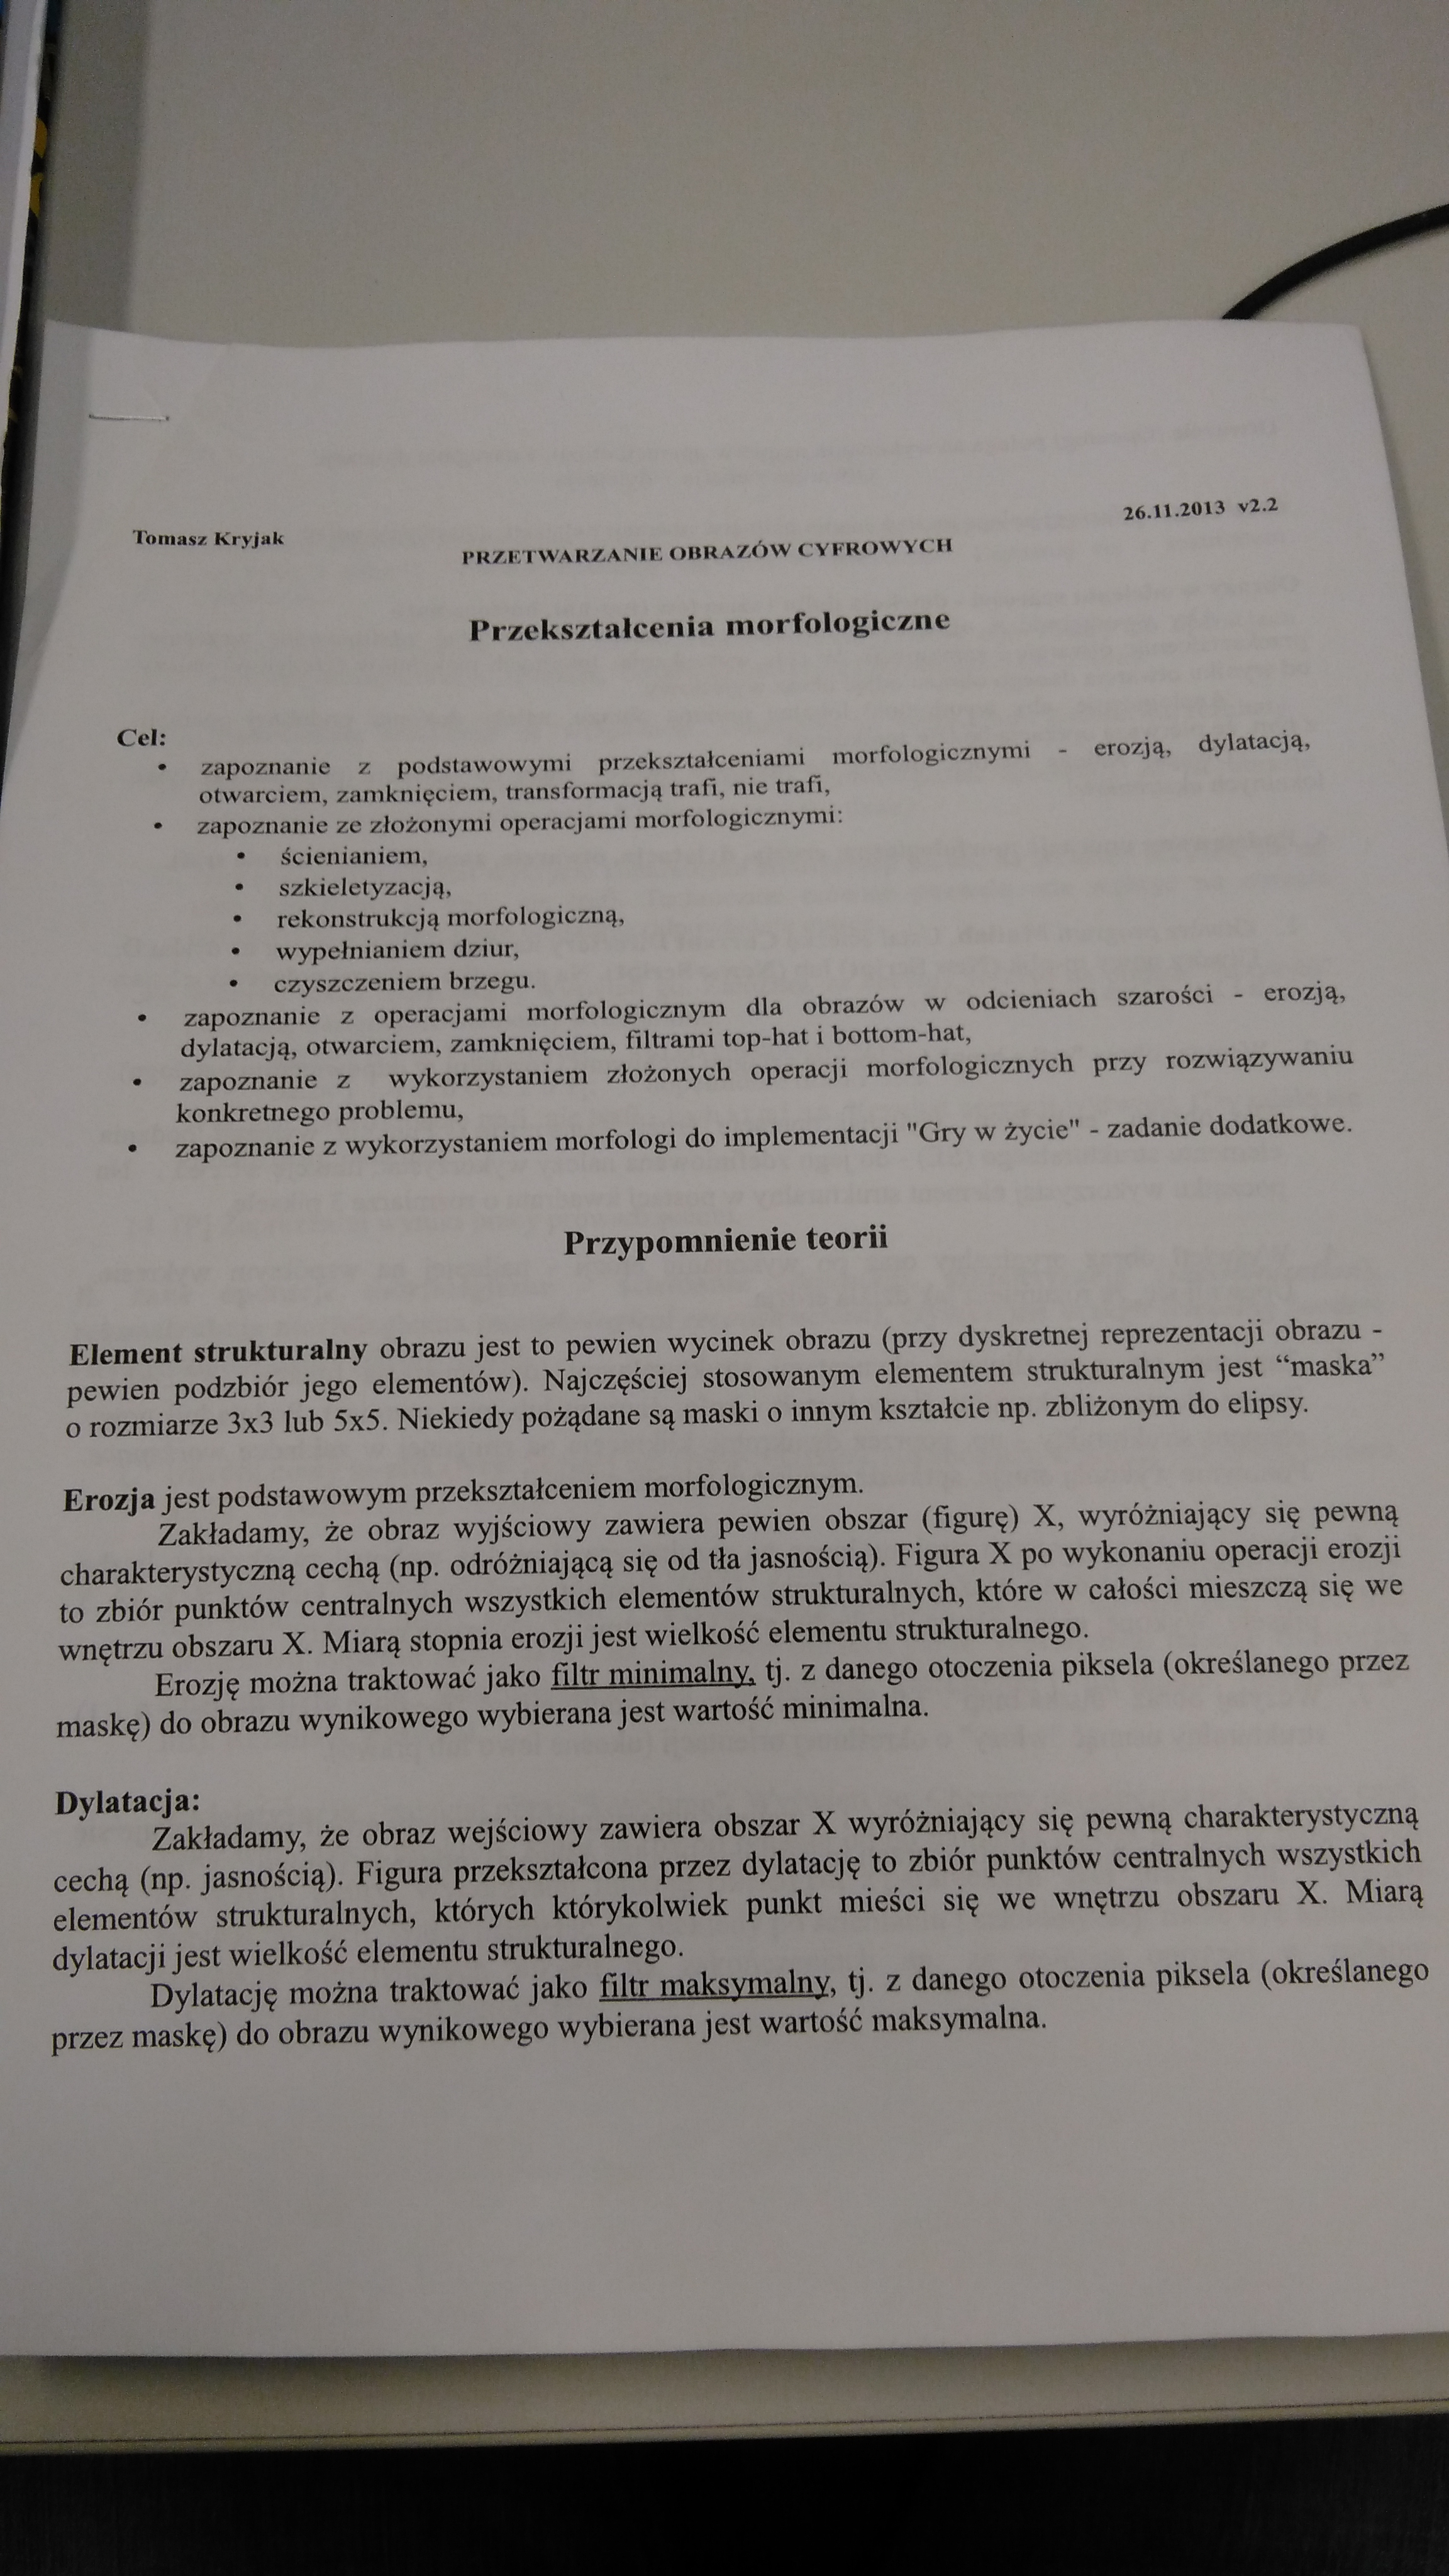 Tomasz Kryjak
26.11.2013 v2.2
PRZETWARZANIE OBRAZÓW CYFROWYCH
Przekształcenia morfologiczne
Cel:
• zapoznanie z podstawowymi przekształceniami morfologicznymi - erozją, dylatacją,
otwarciem, zamknięciem, transformacją trafi, nie trafi,
• zapoznanie ze złożonymi operacjami morfologicznymi:
• ścienianiem,
• szkieletyzacją,
• rekonstrukcją morfologiczną,
• wypełnianiem dziur,
• czyszczeniem brzegu.
• zapoznanie z operacjami morfologicznym dla obrazów w odcieniach szarości - erozją,
dylatacją, otwarciem, zamknięciem, filtrami top-hat i bottom-hat,
• zapoznanie z wykorzystaniem złożonych operacji morfologicznych przy rozwiązywaniu
konkretnego problemu,
• zapoznanie z wykorzystaniem morfologi do implementacji "Gry w życie" - zadanie dodatkowe.
Przypomnienie teorii
Element strukturalny obrazu jest to pewien wycinek obrazu (przy dyskretnej reprezentacji obrazu -
pewien podzbiór jego elementów). Najczęściej stosowanym elementem strukturalnym jest “maska”
o rozmiarze 3x3 lub 5x5. Niekiedy pożądane są maski o innym kształcie np. zbliżonym do elipsy.
Erozja jest podstawowym przekształceniem morfologicznym.
Zakładamy, że obraz wyjściowy zawiera pewien obszar (figurę) X, wyróżniający się pewną
charakterystyczną cechą (np. odróżniającą się od tła jasnością). Figura X po wykonaniu operacji erozji
to zbiór punktów centralnych wszystkich elementów strukturalnych, które w całości mieszczą się we
wnętrzu obszaru X. Miarą stopnia erozji jest wielkość elementu strukturalnego.
Erozję można traktować jako filtr minimalny, tj. z danego otoczenia piksela (określanego przez
maskę) do obrazu wynikowego wybierana jest wartość minimalna.
Dylatacja:
Zakładamy, że obraz wejściowy zawiera obszar X wyróżniający się pewną charakterystyczną
cechą (np. jasnością). Figura przekształcona przez dylatację to zbiór punktów centralnych wszystkich
elementów strukturalnych, których którykolwiek punkt mieści się we wnętrzu obszaru X. Miarą
dylatacji jest wielkość elementu strukturalnego.
Dylatację można traktować jako filtr maksymalny, tj. z danego otoczenia piksela (określanego
przez maskę) do obrazu wynikowego wybierana jest wartość maksymalna.